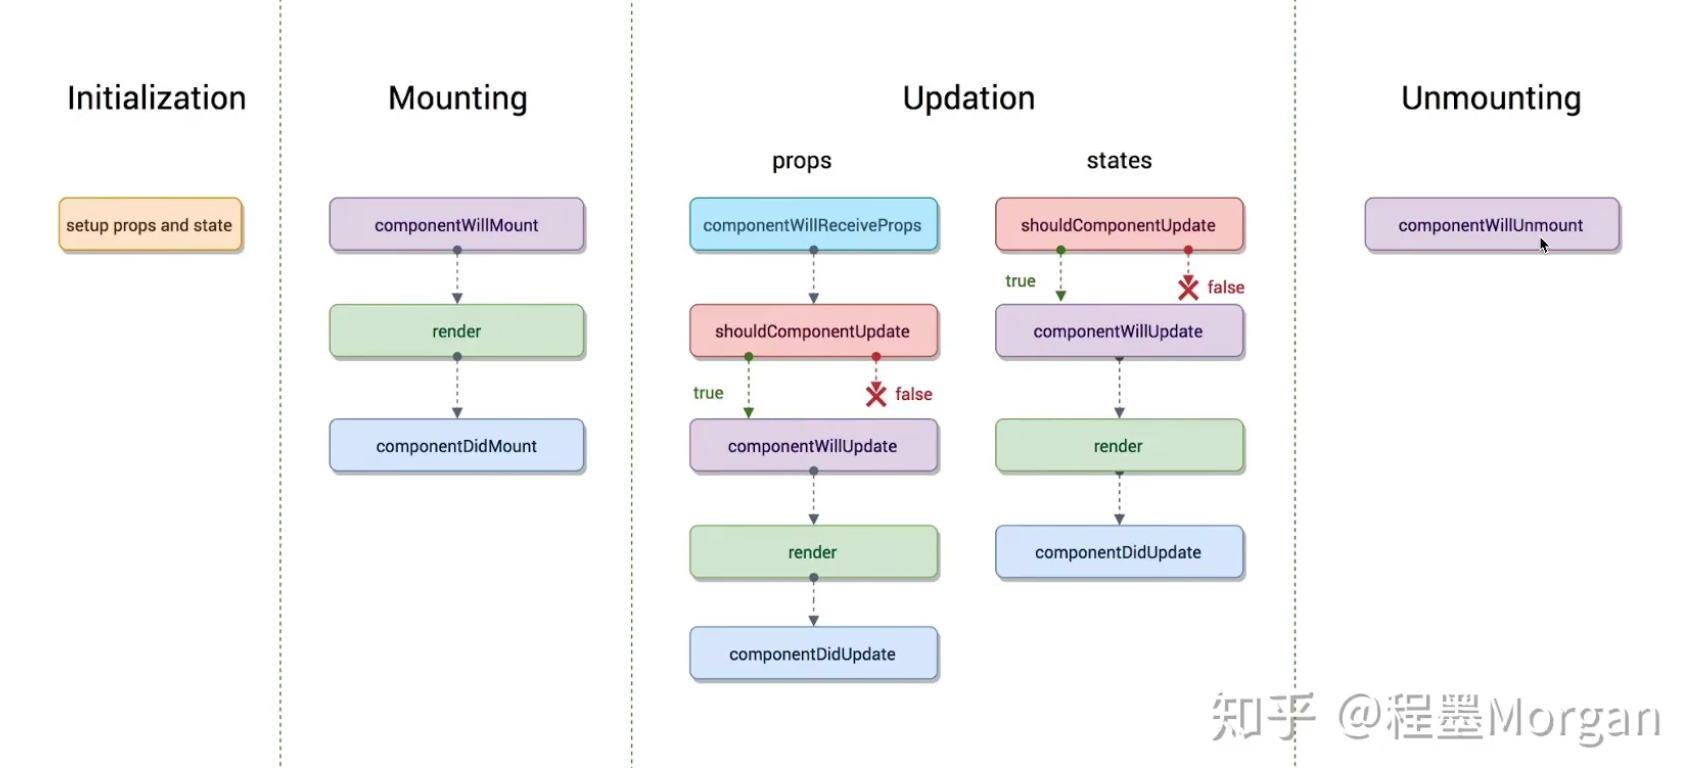 Initialization
Mounting
Updation
Unmounting
props
states
setup props and state
componentWillMount
render
componentDidMount
componentWillReceiveProps
shouldComponentUpdate
true
false
componentWillUpdate
render
componentDidUpdate
shouldComponentUpdate
true
false
componentWillUpdate
render
componentDidUpdate
componentWillUnmount
知乎 @程墨Morgan